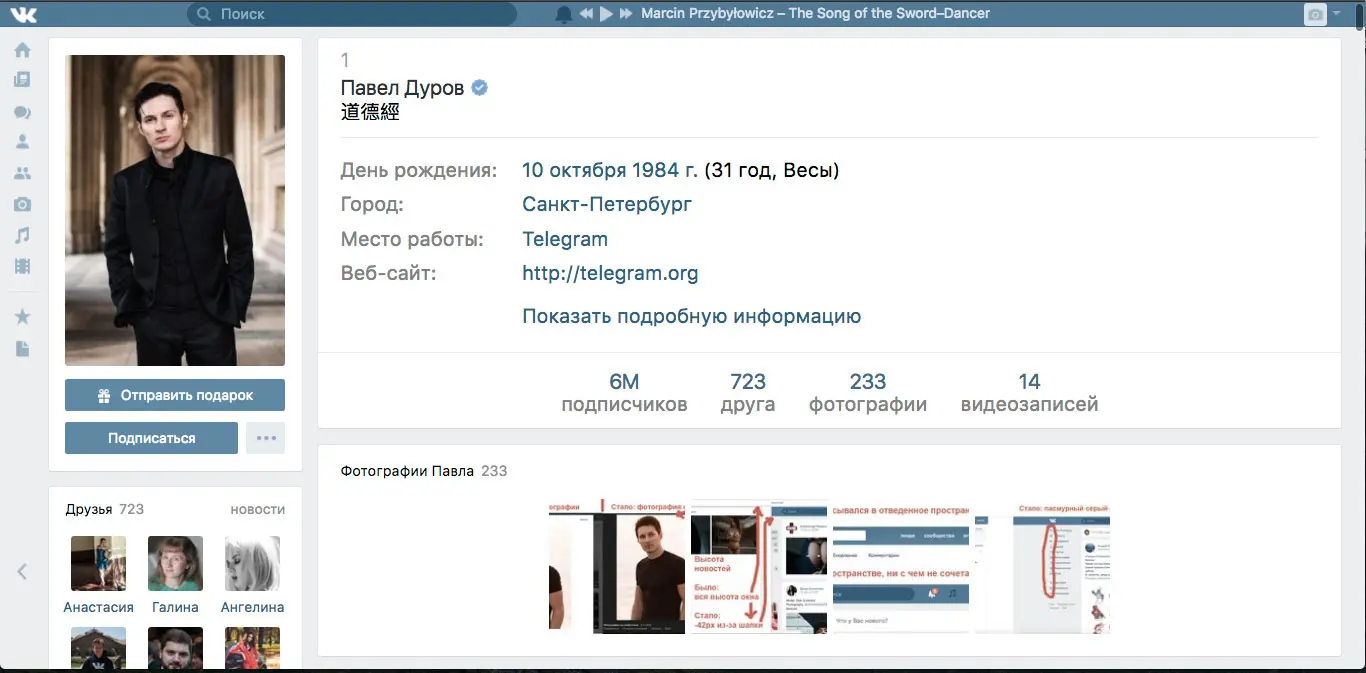 Поиск
Marcin Przybyłowicz – The Song of the Sword–Dancer
1
Павел Дуров
道德經
День рождения: 10 октября 1984 г. (31 год, Весы)
Город: Санкт-Петербург
Место работы: Telegram
Веб-сайт: http://telegram.org
Показать подробную информацию
6M подписчиков
723 друга
233 фотографии
14 видеозаписей
Отправить подарок
Подписаться
Друзья 723 новости
Анастасия Галина Ангелина
Фотографии Павла 233
ографии
Стало: фотография
Высота
новостей
Было:
вся высота окна
Стало:
-42px из-за шапки
сывался в отведенное простран
люди сообщества
Комментарии
остранстве, ни с чем не сочета
Что у Вас нового?
Стало: пасмурный серый